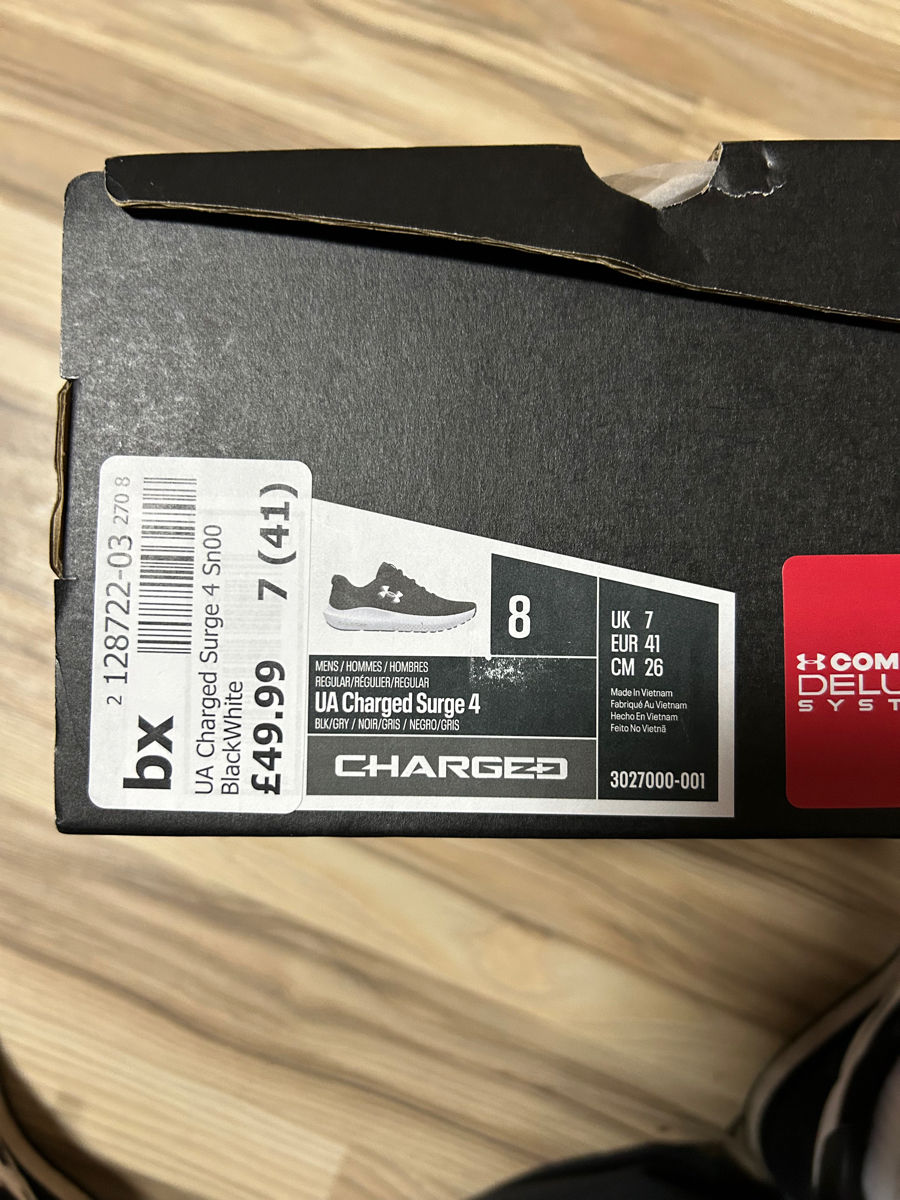 2 128722-03 270 8
bx
UA Charged Surge 4 Sn00
BlackWhite
£49.99 7 (41)
8
UK 7
EUR 41
CM 26
MENS / HOMMES / HOMBRES
REGULAR/RÉGULIER/REGULAR
UA Charged Surge 4
BLK/GRY / NOIR/GRIS / NEGRO/GRIS
Made In Vietnam
Fabriqué Au Vietnam
Hecho En Vietnam
Feito No Vietnã
CHARGED
3027000-001
COM
DELU
SYST